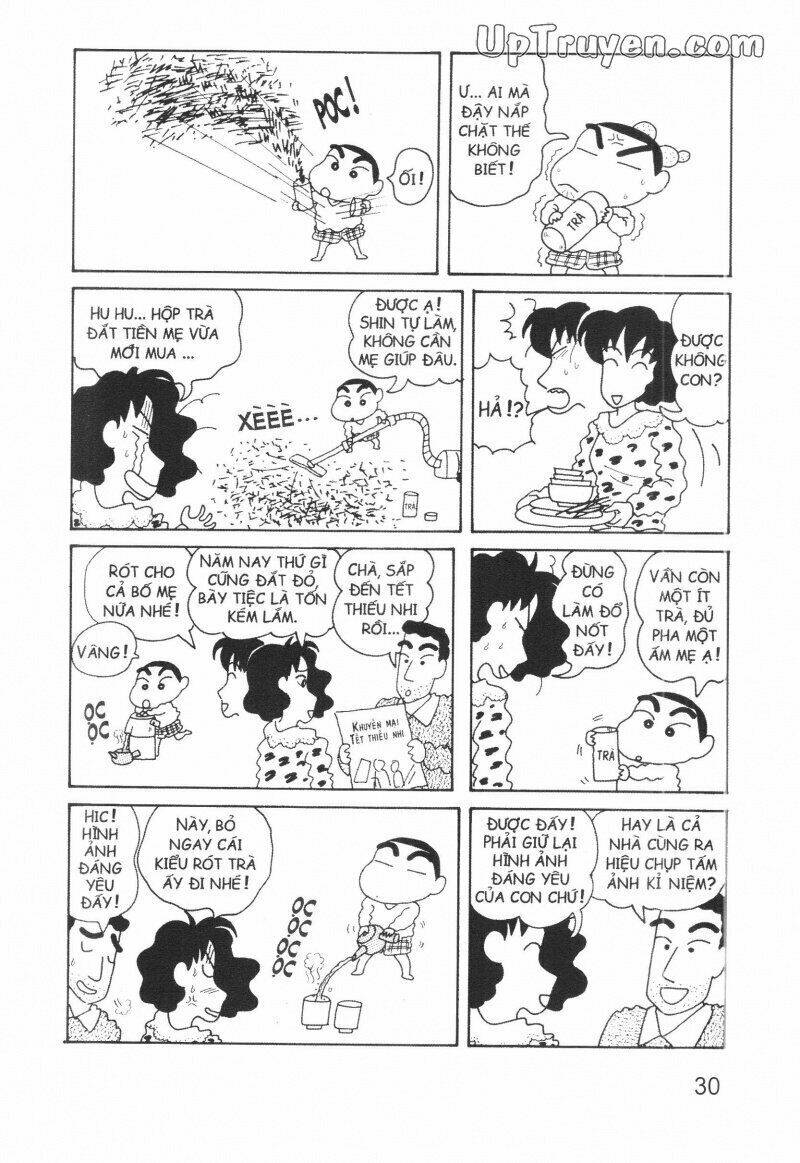 UpTruyen.com
Ư... AI MÀ
ĐẬY NẮP
CHẶT THẾ
KHÔNG
BIẾT!
TRÀ
POC!
ỐI!
ĐƯỢC
KHÔNG
CON?
HẢ!?
ĐƯỢC Ạ!
SHIN TỰ LÀM,
KHÔNG CẦN
MẸ GIÚP ĐÂU.
HU HU... HỘP TRÀ
ĐẮT TIỀN MẸ VỪA
MỚI MUA ...
XÈEÈ...
TRÀ
VẪN CÒN
MỘT ÍT
TRÀ, ĐỦ
PHA MỘT
ẤM MẸ Ạ!
ĐỪNG
CÓ
LÀM ĐỔ
NỐT
ĐẤY!
TRÀ
CHÀ, SẮP
ĐẾN TẾT
THIẾU NHI
RỒI...
NĂM NAY THỨ GÌ
CŨNG ĐẮT ĐỎ,
BÀY TIỆC LÀ TỐN
KÉM LẮM.
RÓT CHO
CẢ BỐ MẸ
NỮA NHÉ!
VÂNG!
ỌC
ỌC
KHUYẾN MẠI
TẾT THIẾU NHI
HAY LÀ CẢ
NHÀ CÙNG RA
HIỆU CHỤP TẤM
ẢNH KỈ NIỆM?
ĐƯỢC ĐẤY!
PHẢI GIỮ LẠI
HÌNH ẢNH
ĐÁNG YÊU
CỦA CON CHỨ!
ỌC
ỌC
ỌC
ỌC
NÀY, BỎ
NGAY CÁI
KIỂU RÓT TRÀ
ẤY ĐI NHÉ!
HIC!
HÌNH
ẢNH
ĐÁNG
YÊU
ĐẤY!
30